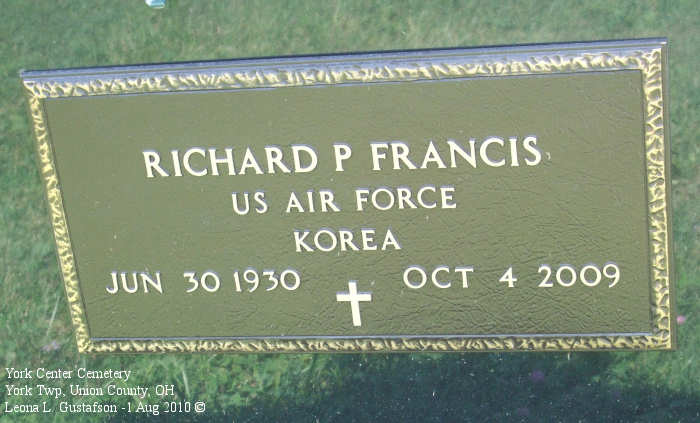 RICHARD P FRANCIS
US AIR FORCE
KOREA
JUN 30 1930 OCT 4 2009
York Center Cemetery
York Twp, Union County, OH
Leona L. Gustafson -1 Aug 2010 ©